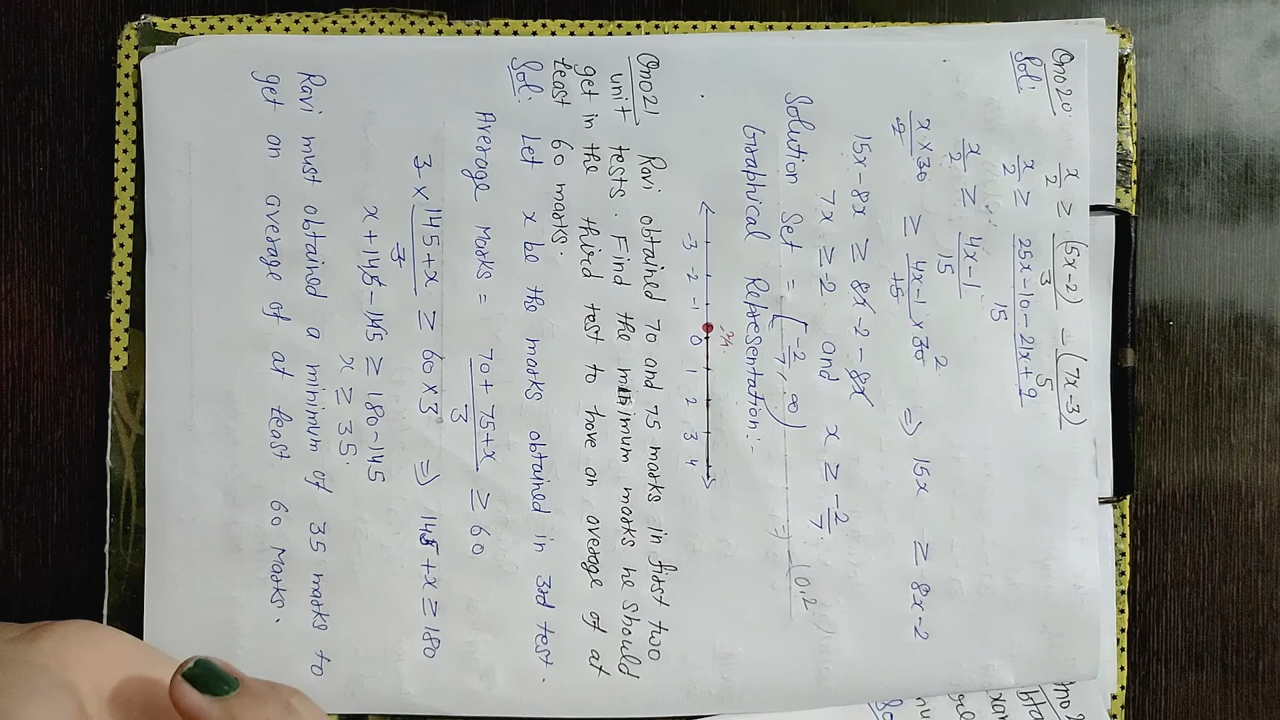 Qno20 x/2 ≥ (5x-2)/3 - (7x-3)/5
Sol: x/2 ≥ (25x-10-21x+9)/15
x/2 ≥ (4x-1)/15
x/2 × 30 ≥ (4x-1)/15 × 30 2 ⇒ 15x ≥ 8x-2
15x-8x ≥ 8x-2-8x
7x ≥ -2 and x ≥ -2/7
Solution Set = [-2/7, ∞)
Graphical Representation:-
-3 -2 -1 0 1 2 3 4
Qno21 Ravi obtained 70 and 75 marks in first two
unit tests. Find the minimum marks he should
get in the third test to have an average of at
least 60 marks.
Sol: Let x be the marks obtained in 3rd test.
Average Marks = (70+75+x)/3 ≥ 60
3 × (145+x)/3 ≥ 60×3 ⇒ 145+x ≥ 180
x+145-145 ≥ 180-145
x ≥ 35.
Ravi must obtained a minimum of 35 marks to
get an average of at least 60 Marks.